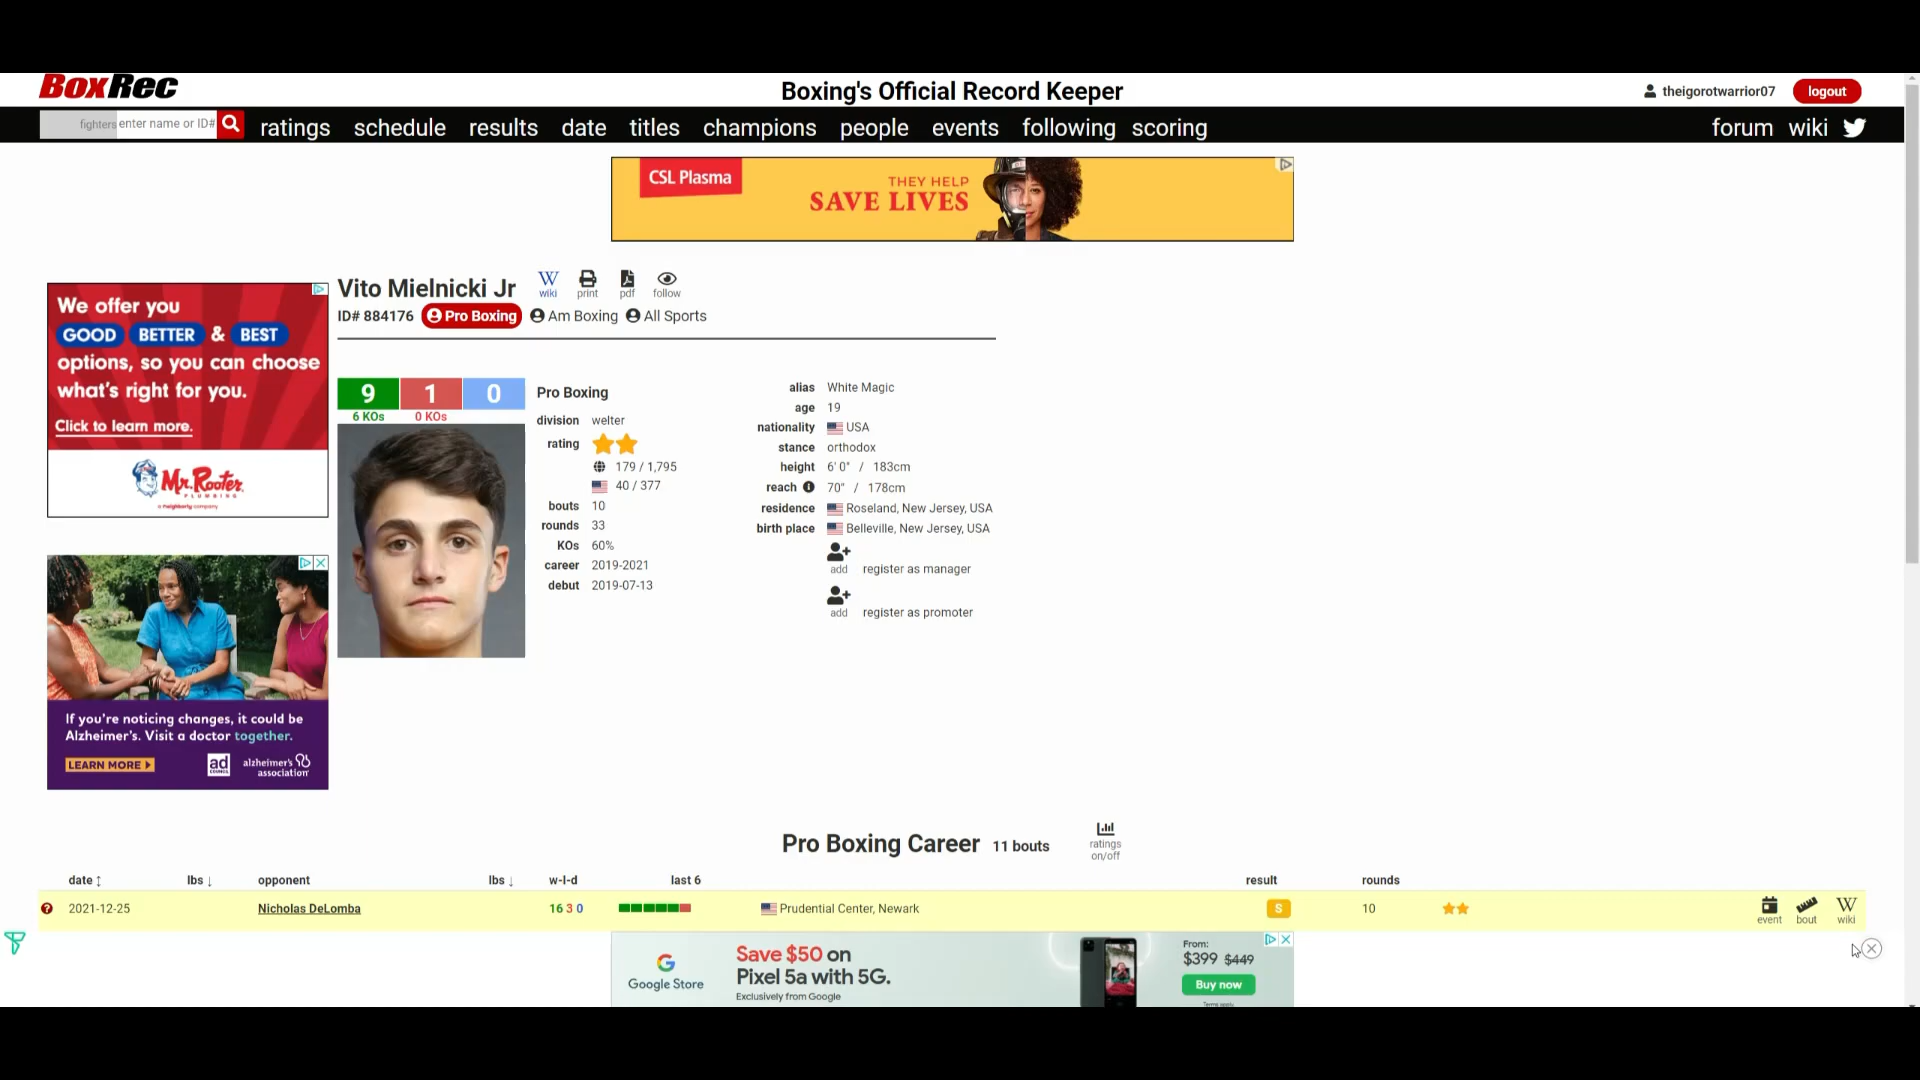 BoxRec
Boxing's Official Record Keeper
theigorotwarrior07
logout
fighters enter name or ID#
ratings schedule results date titles champions people events following scoring
forum wiki
CSL Plasma
THEY HELP
SAVE LIVES
We offer you
GOOD BETTER & BEST
options, so you can choose
what's right for you.
Click to learn more.
Mr. Rooter
PLUMBING
a neighborly company
Vito Mielnicki Jr
wiki print pdf follow
ID# 884176 Pro Boxing Am Boxing All Sports
9 1 0
6 KOs 0 KOs
Pro Boxing
division welter
rating
179 / 1,795
40 / 377
bouts 10
rounds 33
KOs 60%
career 2019-2021
debut 2019-07-13
alias White Magic
age 19
nationality USA
stance orthodox
height 6' 0" / 183cm
reach 70" / 178cm
residence Roseland, New Jersey, USA
birth place Belleville, New Jersey, USA
add register as manager
add register as promoter
If you're noticing changes, it could be
Alzheimer's. Visit a doctor together.
LEARN MORE
ad
COUNCIL
alzheimer's
association
Pro Boxing Career 11 bouts
ratings
on/off
date lbs opponent lbs w-l-d last 6 result rounds
2021-12-25 Nicholas DeLomba 16 3 0 Prudential Center, Newark S 10
event bout wiki
Google Store
Save $50 on
Pixel 5a with 5G.
Exclusively from Google
From:
$399 $449
Buy now
Terms apply.